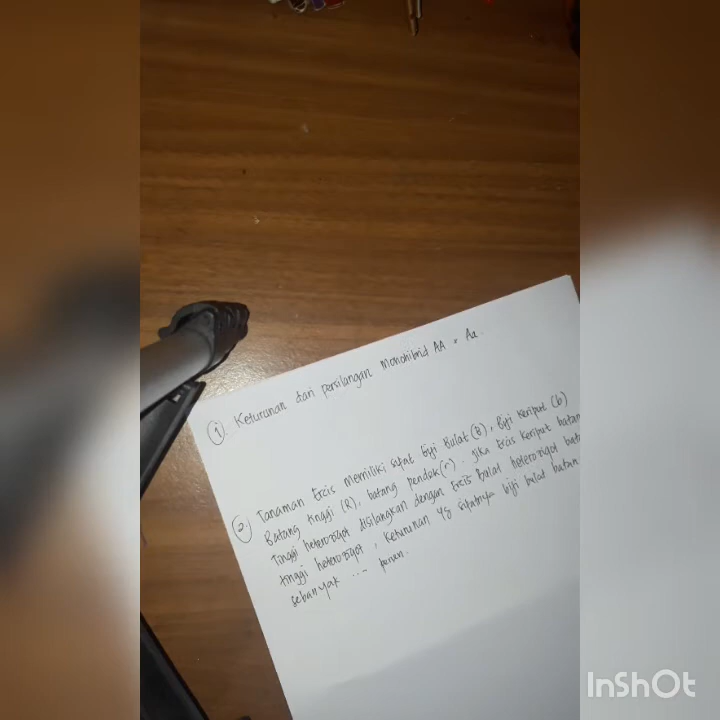 1. Keturunan dari persilangan Monohibrid AA × Aa.
2. Tanaman Ercis memiliki sifat Biji Bulat (B), Biji keriput (b)
Batang tinggi (R), batang pendek (r). Jika Ercis keriput batan
Tinggi heterozigot disilangkan dengan Ercis Bulat heterozigot bata
tinggi heterozigot, keturunan yg sifatnya biji bulat batan
sebanyak ... persen.
InShOt